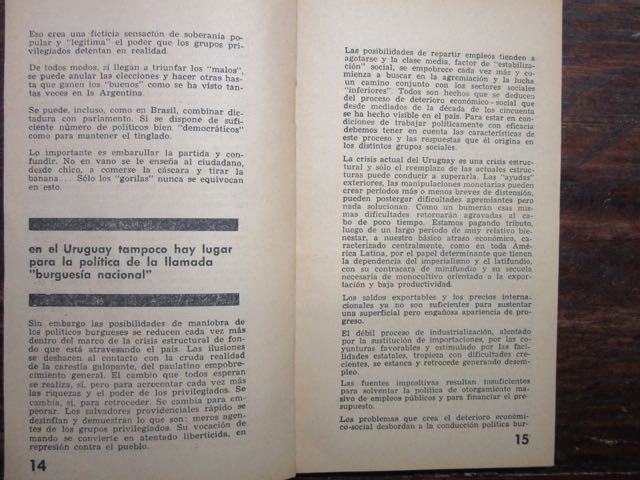 Eso crea una ficticia sensación de soberanía po-
pular y "legitima" el poder que los grupos pri-
vilegiados detentan en realidad.
De todos modos, si llegan a triunfar los "malos",
se puede anular las elecciones y hacer otras has-
ta que ganen los "buenos" como se ha visto tan-
tas veces en la Argentina.
Se puede, incluso, como en Brasil, combinar dic-
tadura con parlamento. Si se dispone de sufi-
ciente número de políticos bien "democráticos"
como para mantener el tinglado.
Lo importante es embarullar la partida y con-
fundir. No en vano se le enseña al ciudadano,
desde chico, a comerse la cáscara y tirar la
banana... Sólo los "gorilas" nunca se equivocan
en esto.
en el Uruguay tampoco hay lugar
para la política de la llamada
"burguesía nacional"
Sin embargo las posibilidades de maniobra de
los políticos burgueses se reducen cada vez más
dentro del marco de la crisis estructural de fon-
do que está atravesando el país. Las ilusiones
se deshacen al contacto con la cruda realidad
de la carestía galopante, del paulatino empobre-
cimiento general. El cambio que todos esperan
se realiza, sí, pero para acrecentar cada vez más
las riquezas y el poder de los privilegiados. Se
cambia, sí, para retroceder. Se cambia para em-
peorar. Los salvadores providenciales rápido se
desinflan y demuestran lo que son: meros agen-
tes de los grupos privilegiados. Su vocación de
mando se convierte en atentado liberticida, en
represión contra el pueblo.
14
Las posibilidades de repartir empleos tienden a
agotarse y la clase media, factor de "estabiliza-
ción" social, se empobrece cada vez más y co-
mienza a buscar en la agremiación y la lucha
un camino conjunto con los sectores sociales
"inferiores". Todos son hechos que se deducen
del proceso de deterioro económico-social que
desde mediados de la década de los cincuenta
se ha hecho visible en el país. Para estar en con-
diciones de trabajar políticamente con eficacia
debemos tener en cuenta las características de
este proceso y las respuestas que él origina en
los distintos grupos sociales.
La crisis actual del Uruguay es una crisis estruc-
tural y sólo el remplazo de las actuales estruc-
turas puede conducir a superarla. Las "ayudas"
exteriores, las manipulaciones monetarias pueden
crear períodos más o menos breves de distensión,
pueden postergar dificultades apremiantes pero
nada solucionan. Como un bumerán esas mis-
mas dificultades retornarán agravadas al ca-
bo de poco tiempo. Estamos pagando tributo,
luego de un largo período de muy relativo bie-
nestar, a nuestro básico atraso económico, ca-
racterizado centralmente, como en toda Amé-
rica Latina, por el papel determinante que tienen
la dependencia del imperialismo y el latifundio,
con su contracara de minifundio y su secuela
necesaria de monocultivo orientado a la exporta-
ción y baja productividad.
Los saldos exportables y los precios interna-
cionales ya no son suficientes para sustentar
una superficial pero engañosa apariencia de pro-
greso.
El débil proceso de industrialización, alentado
por la sustitución de importaciones, por las co-
yunturas favorables y estimulado por las faci-
lidades estatales, tropieza con dificultades cre-
cientes, se estanca y retrocede generando desem-
pleo.
Las fuentes impositivas resultan insuficientes
para solventar la política de otorgamiento ma-
sivo de empleos públicos y para financiar el pre-
supuesto.
Los problemas que crea el deterioro económi-
co-social desbordan a la conducción política bur-
15